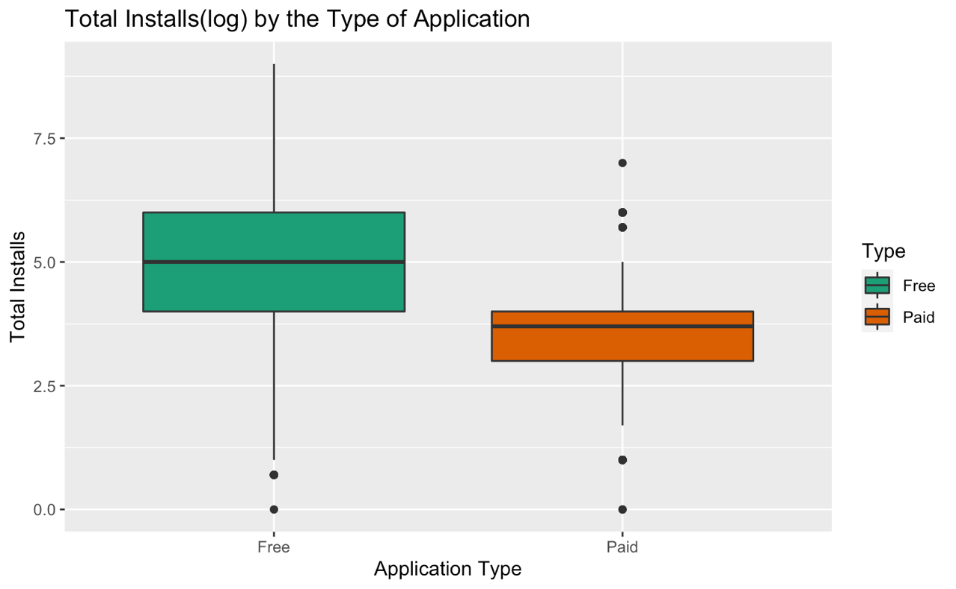 Total Installs(log) by the Type of Application
7.5
5.0
2.5
0.0
Total Installs
Free
Paid
Application Type
Type
Free
Paid